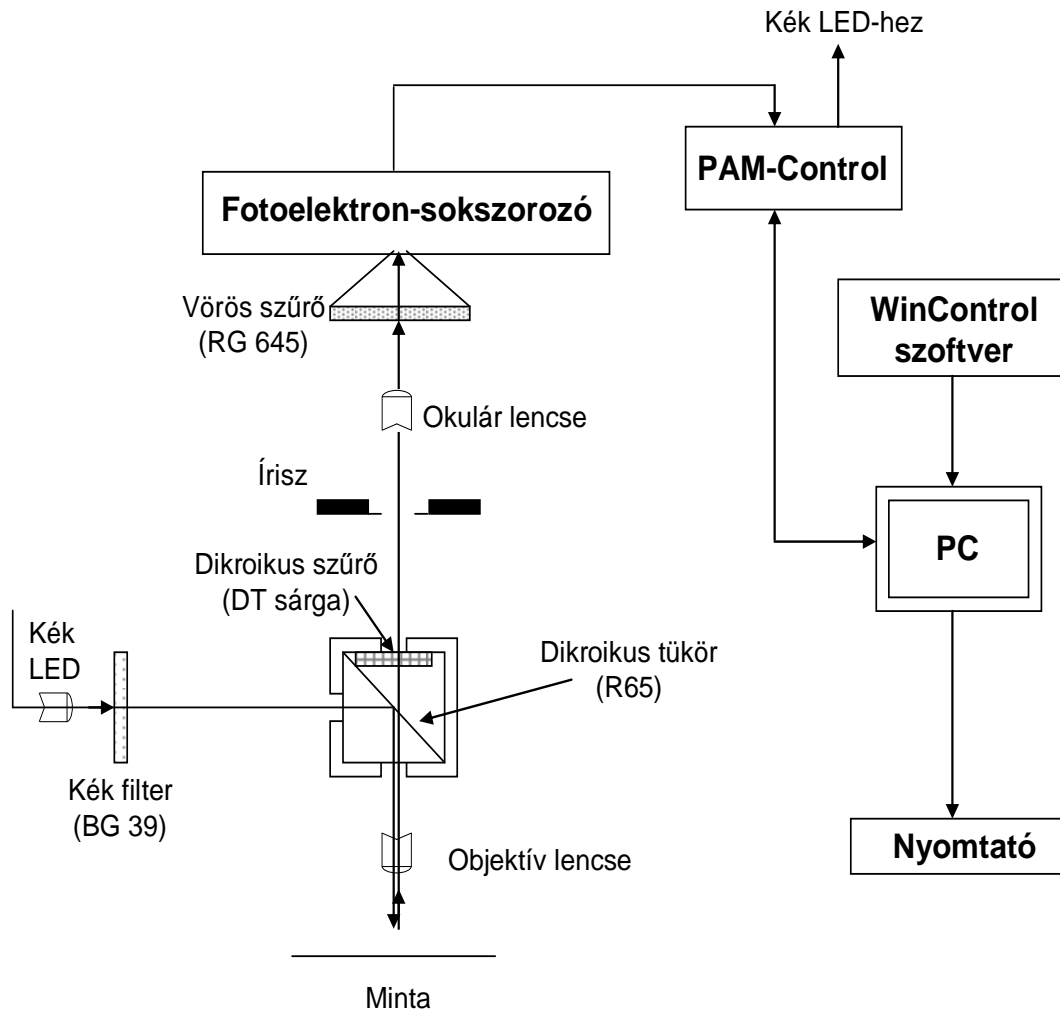 Kék LED-hez
PAM-Control
Fotoelektron-sokszorozó
Vörös szűrő
(RG 645)
WinControl
szoftver
Okulár lencse
Írisz
PC
Dikroikus szűrő
(DT sárga)
Kék
LED
Dikroikus tükör
(R65)
Kék filter
(BG 39)
Objektív lencse
Nyomtató
Minta